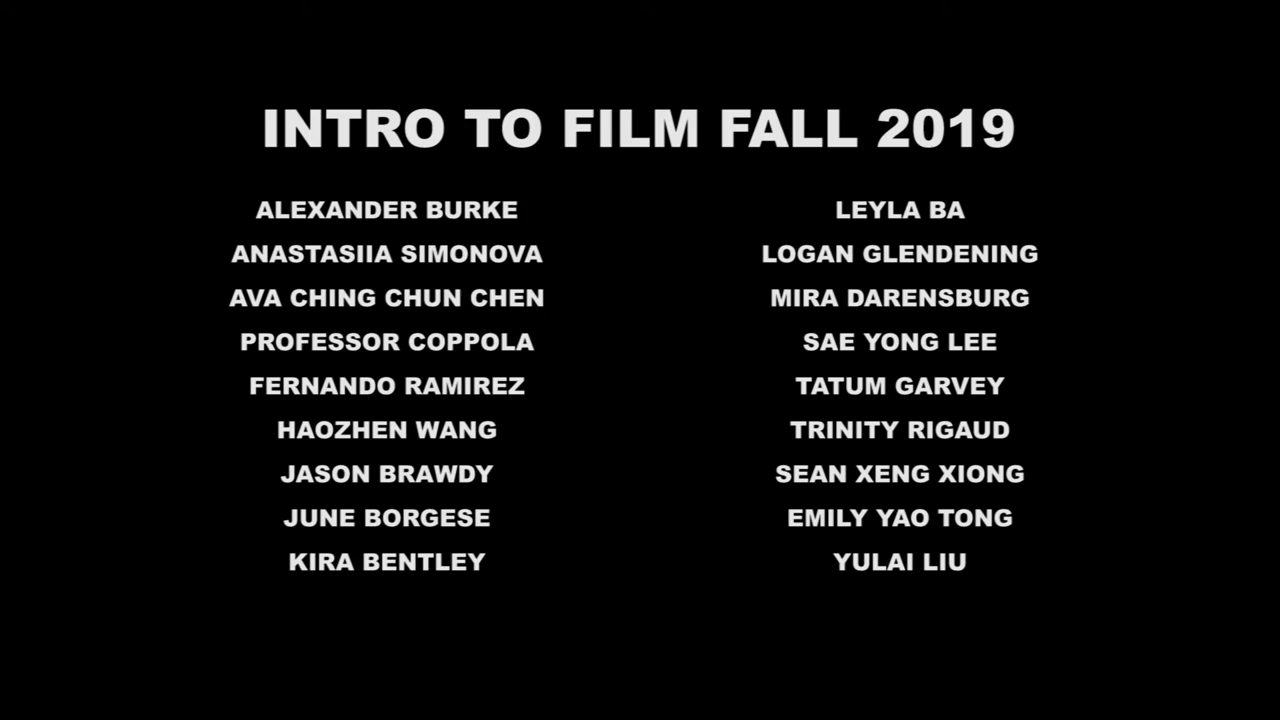 INTRO TO FILM FALL 2019
ALEXANDER BURKE
ANASTASIIA SIMONOVA
AVA CHING CHUN CHEN
PROFESSOR COPPOLA
FERNANDO RAMIREZ
HAOZHEN WANG
JASON BRAWDY
JUNE BORGESE
KIRA BENTLEY
LEYLA BA
LOGAN GLENDENING
MIRA DARENSBURG
SAE YONG LEE
TATUM GARVEY
TRINITY RIGAUD
SEAN XENG XIONG
EMILY YAO TONG
YULAI LIU